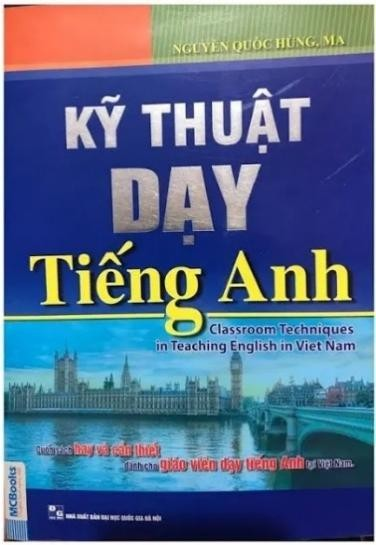 NGUYỄN QUỐC HÙNG, MA
KỸ THUẬT
DẠY
Tiếng Anh
Classroom Techniques
in Teaching English in Viet Nam
Quyển sách hay và cần thiết
dành cho giáo viên dạy tiếng Anh tại Việt Nam.
MCBooks
NHÀ XUẤT BẢN ĐẠI HỌC QUỐC GIA HÀ NỘI